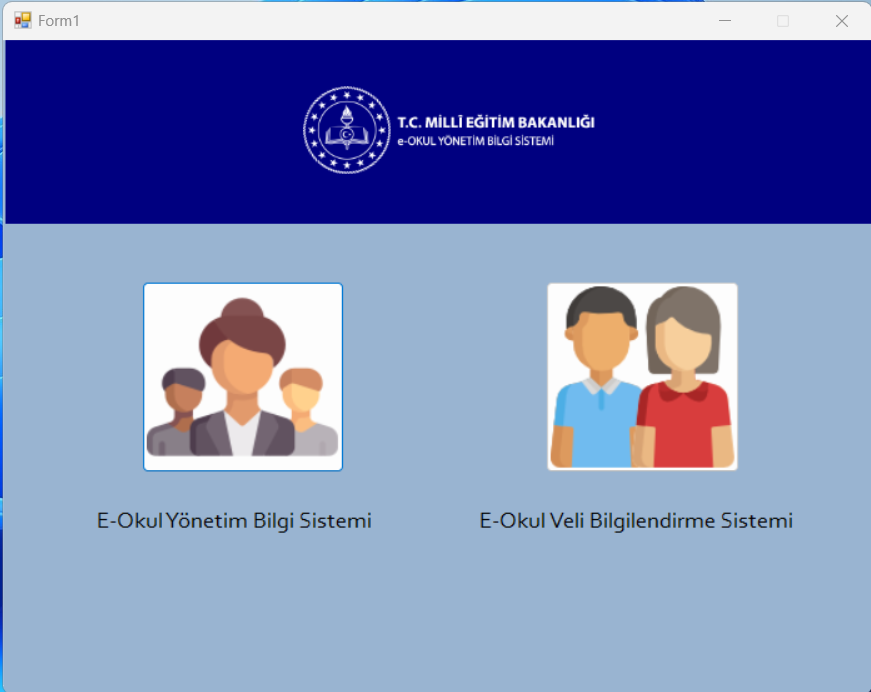 Form1
T.C. MİLLÎ EĞİTİM BAKANLIĞI
e-OKUL YÖNETİM BİLGİ SİSTEMİ
E-Okul Yönetim Bilgi Sistemi
E-Okul Veli Bilgilendirme Sistemi